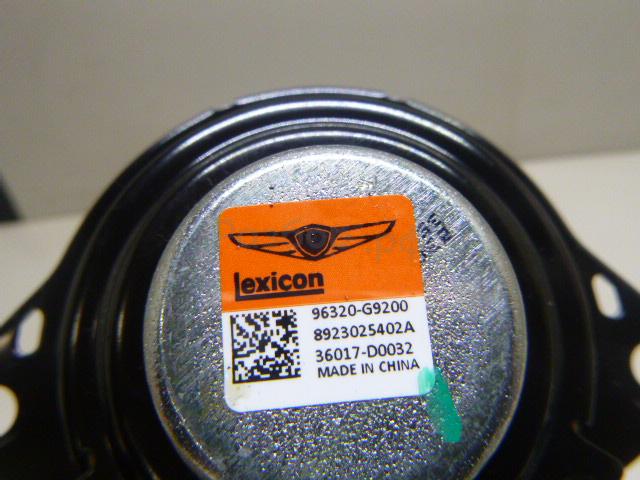 Lexicon
96320-G9200
8923025402A
36017-D0032
MADE IN CHINA